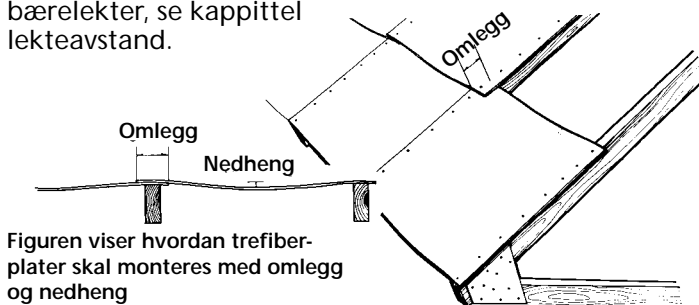 bærelekter, se kappittel
lekteavstand.
Omlegg
Omlegg
Nedheng
Figuren viser hvordan trefiber-
plater skal monteres med omlegg
og nedheng